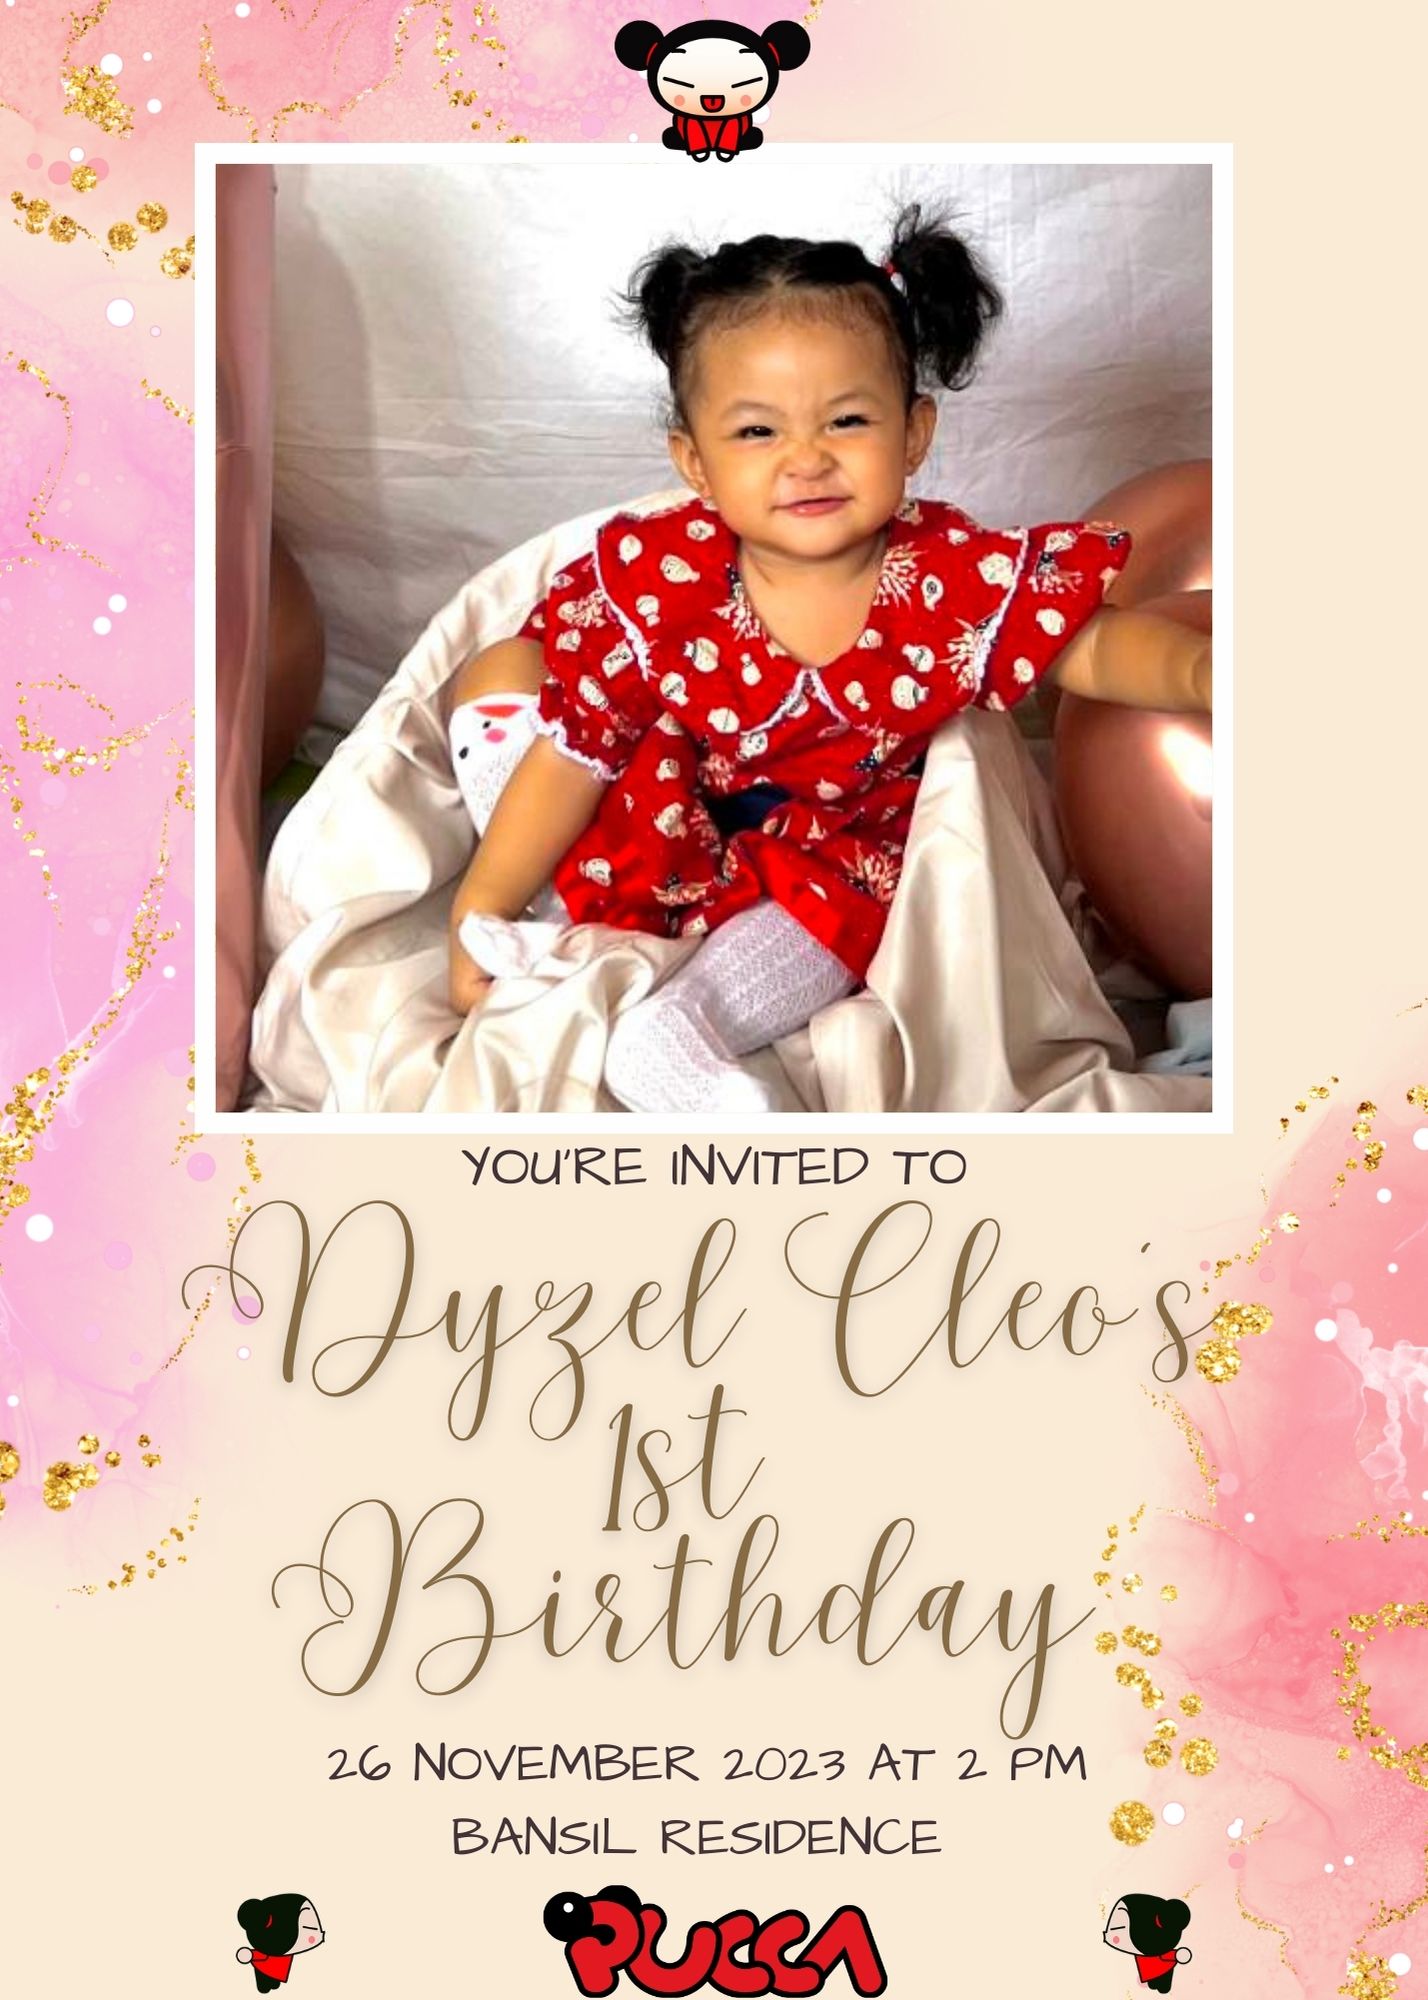 YOU'RE INVITED TO
Dyzel Cleo's
1st
Birthday
26 NOVEMBER 2023 AT 2 PM
BANSIL RESIDENCE
PUCCA